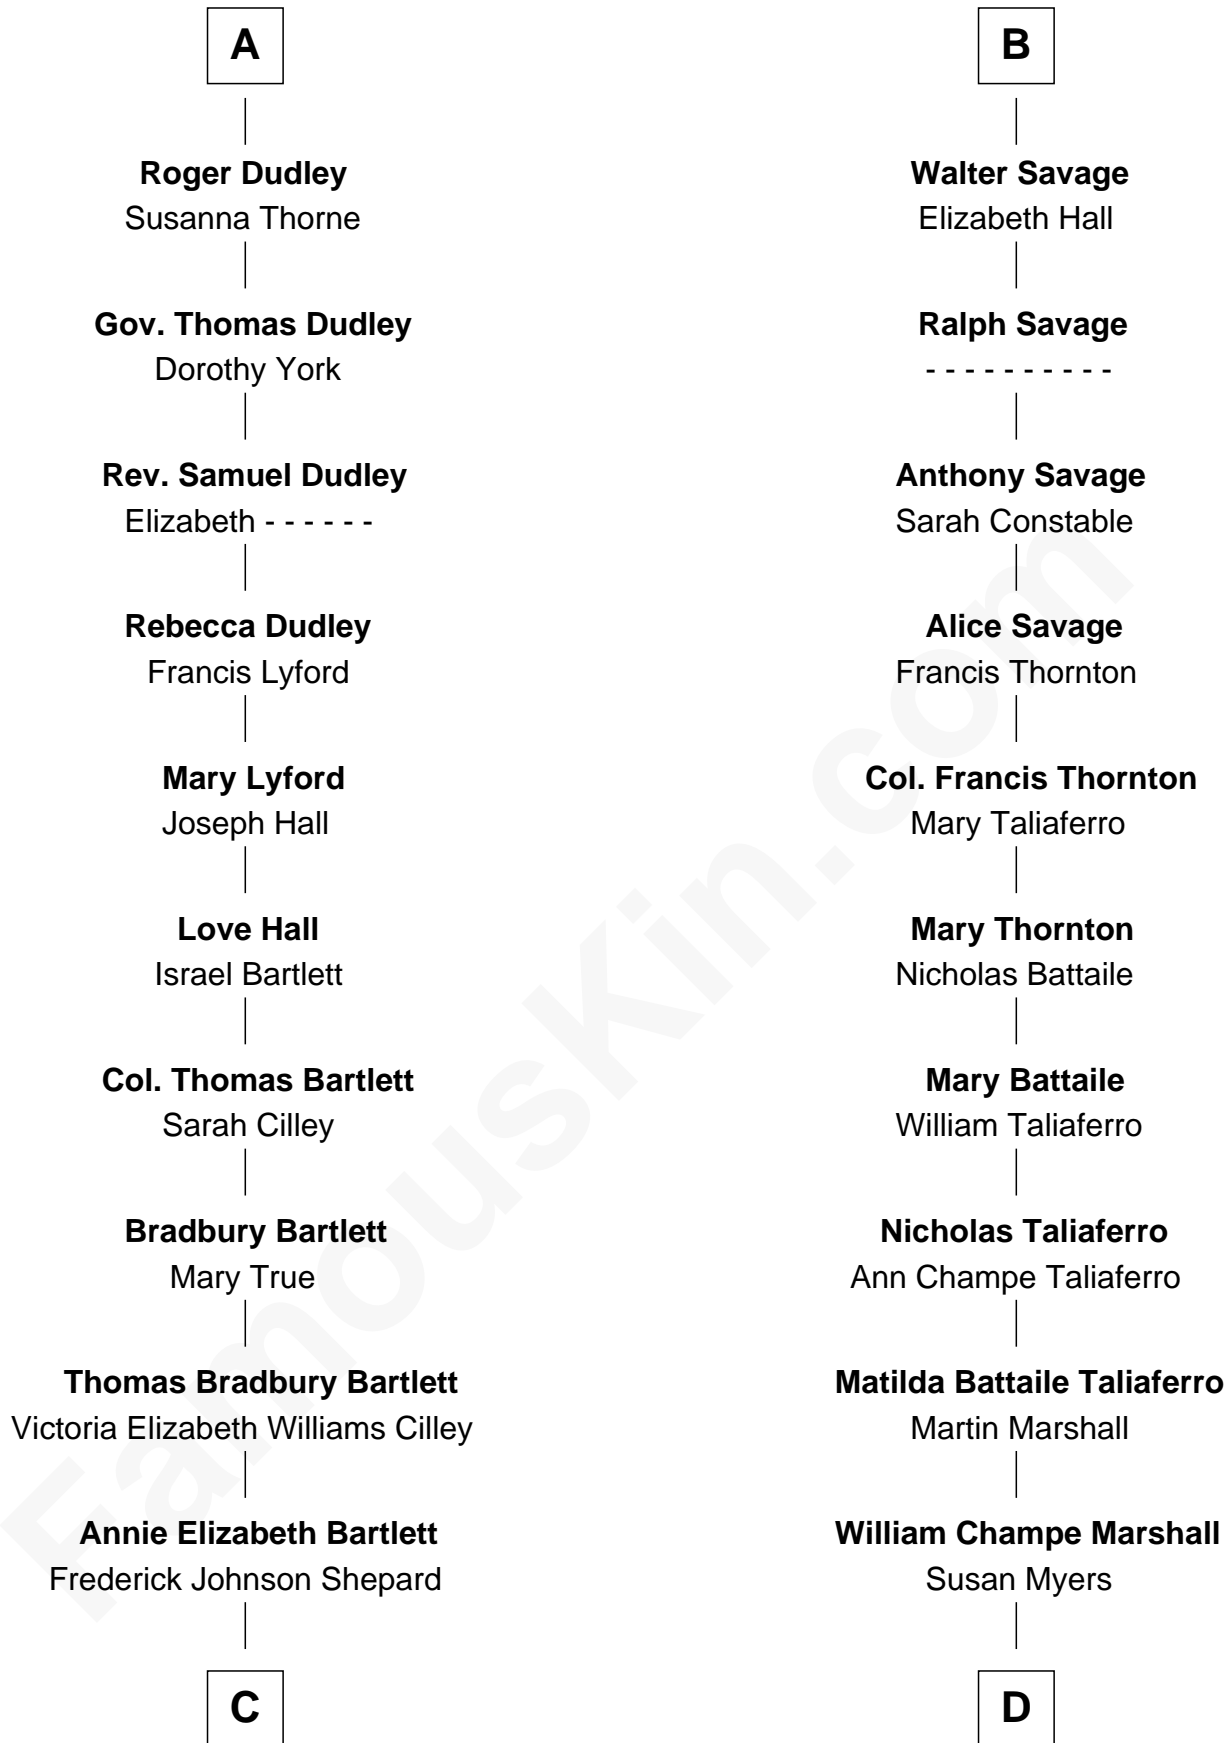 A
Roger Dudley
Susanna Thorne
Gov. Thomas Dudley
Dorothy York
Rev. Samuel Dudley
Elizabeth - - - - - -
Rebecca Dudley
Francis Lyford
Mary Lyford
Joseph Hall
Love Hall
Israel Bartlett
Col. Thomas Bartlett
Sarah Cilley
Bradbury Bartlett
Mary True
Thomas Bradbury Bartlett
Victoria Elizabeth Williams Cilley
Annie Elizabeth Bartlett
Frederick Johnson Shepard
C
B
Walter Savage
Elizabeth Hall
Ralph Savage
- - - - - - - - - -
Anthony Savage
Sarah Constable
Alice Savage
Francis Thornton
Col. Francis Thornton
Mary Taliaferro
Mary Thornton
Nicholas Battaile
Mary Battaile
William Taliaferro
Nicholas Taliaferro
Ann Champe Taliaferro
Matilda Battaile Taliaferro
Martin Marshall
William Champe Marshall
Susan Myers
D
FamousKin.com